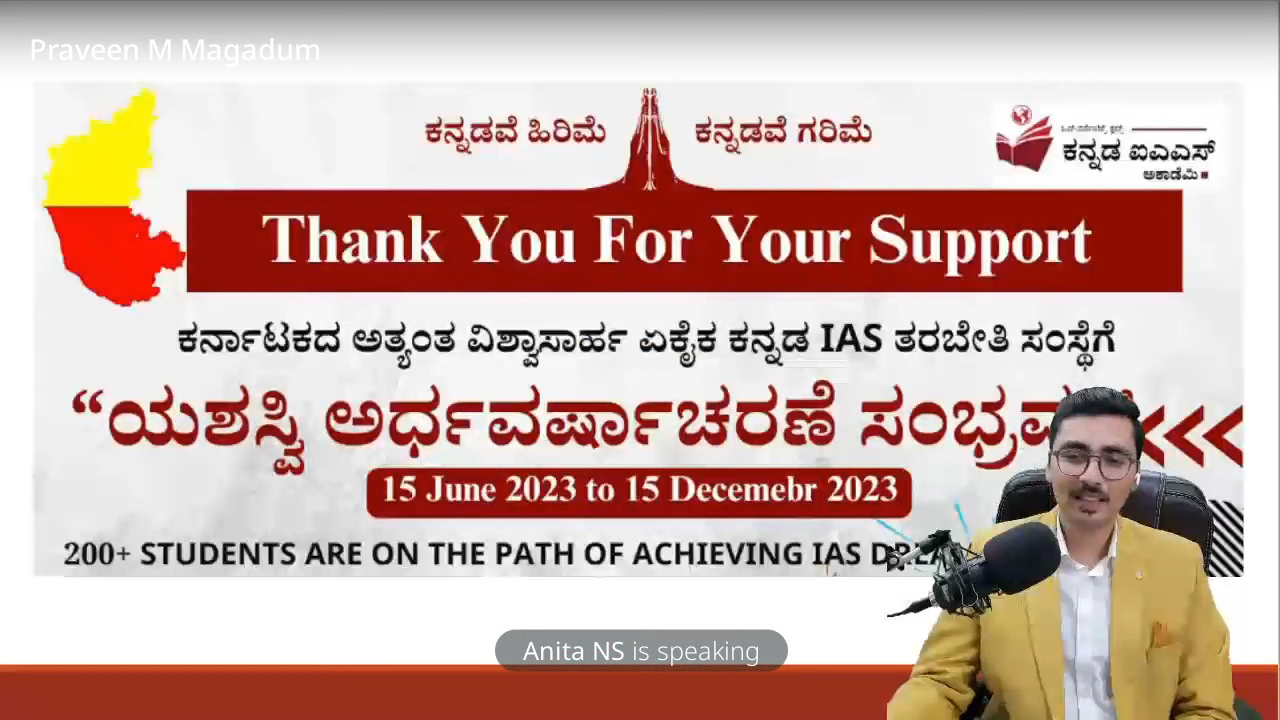 Praveen M Magadum
ಕನ್ನಡವೆ ಹಿರಿಮೆ ಕನ್ನಡವೆ ಗರಿಮೆ
ಕನ್ನಡ ಐಎಎಸ್
ಅಕಾಡೆಮಿ
Thank You For Your Support
ಕರ್ನಾಟಕದ ಅತ್ಯಂತ ವಿಶ್ವಾಸಾರ್ಹ ಏಕೈಕ ಕನ್ನಡ IAS ತರಬೇತಿ ಸಂಸ್ಥೆಗೆ
“ಯಶಸ್ವಿ ಅರ್ಧವರ್ಷಾಚರಣೆ
15 June 2023 to 15 Decemebr 2023
200+ STUDENTS ARE ON THE PATH OF ACHIEVING IAS
Anita NS is speaking